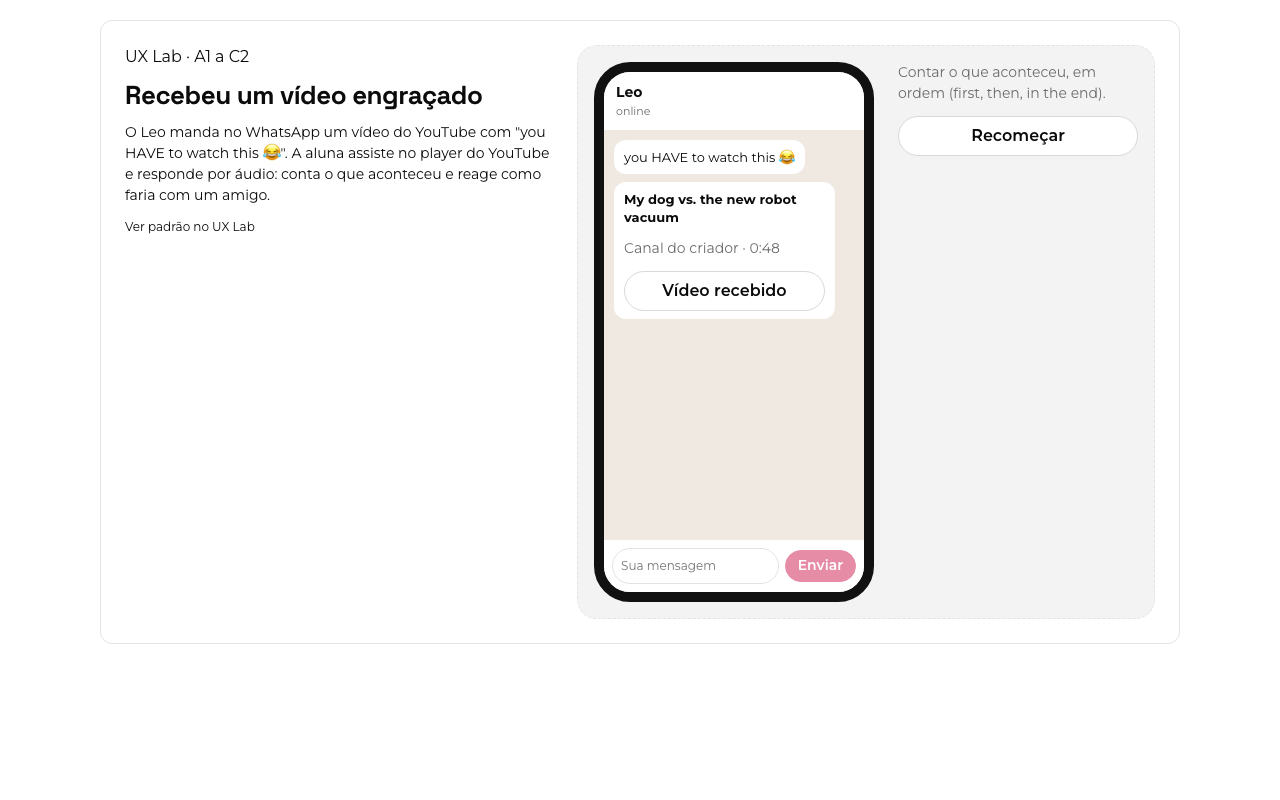 UX Lab · A1 a C2
Recebeu um vídeo engraçado
O Leo manda no WhatsApp um vídeo do YouTube com "you
HAVE to watch this 😂". A aluna assiste no player do YouTube
e responde por áudio: conta o que aconteceu e reage como
faria com um amigo.
Ver padrão no UX Lab
Leo
online
you HAVE to watch this 😂
My dog vs. the new robot
vacuum
Canal do criador · 0:48
Vídeo recebido
Sua mensagem
Enviar
Contar o que aconteceu, em
ordem (first, then, in the end).
Recomeçar